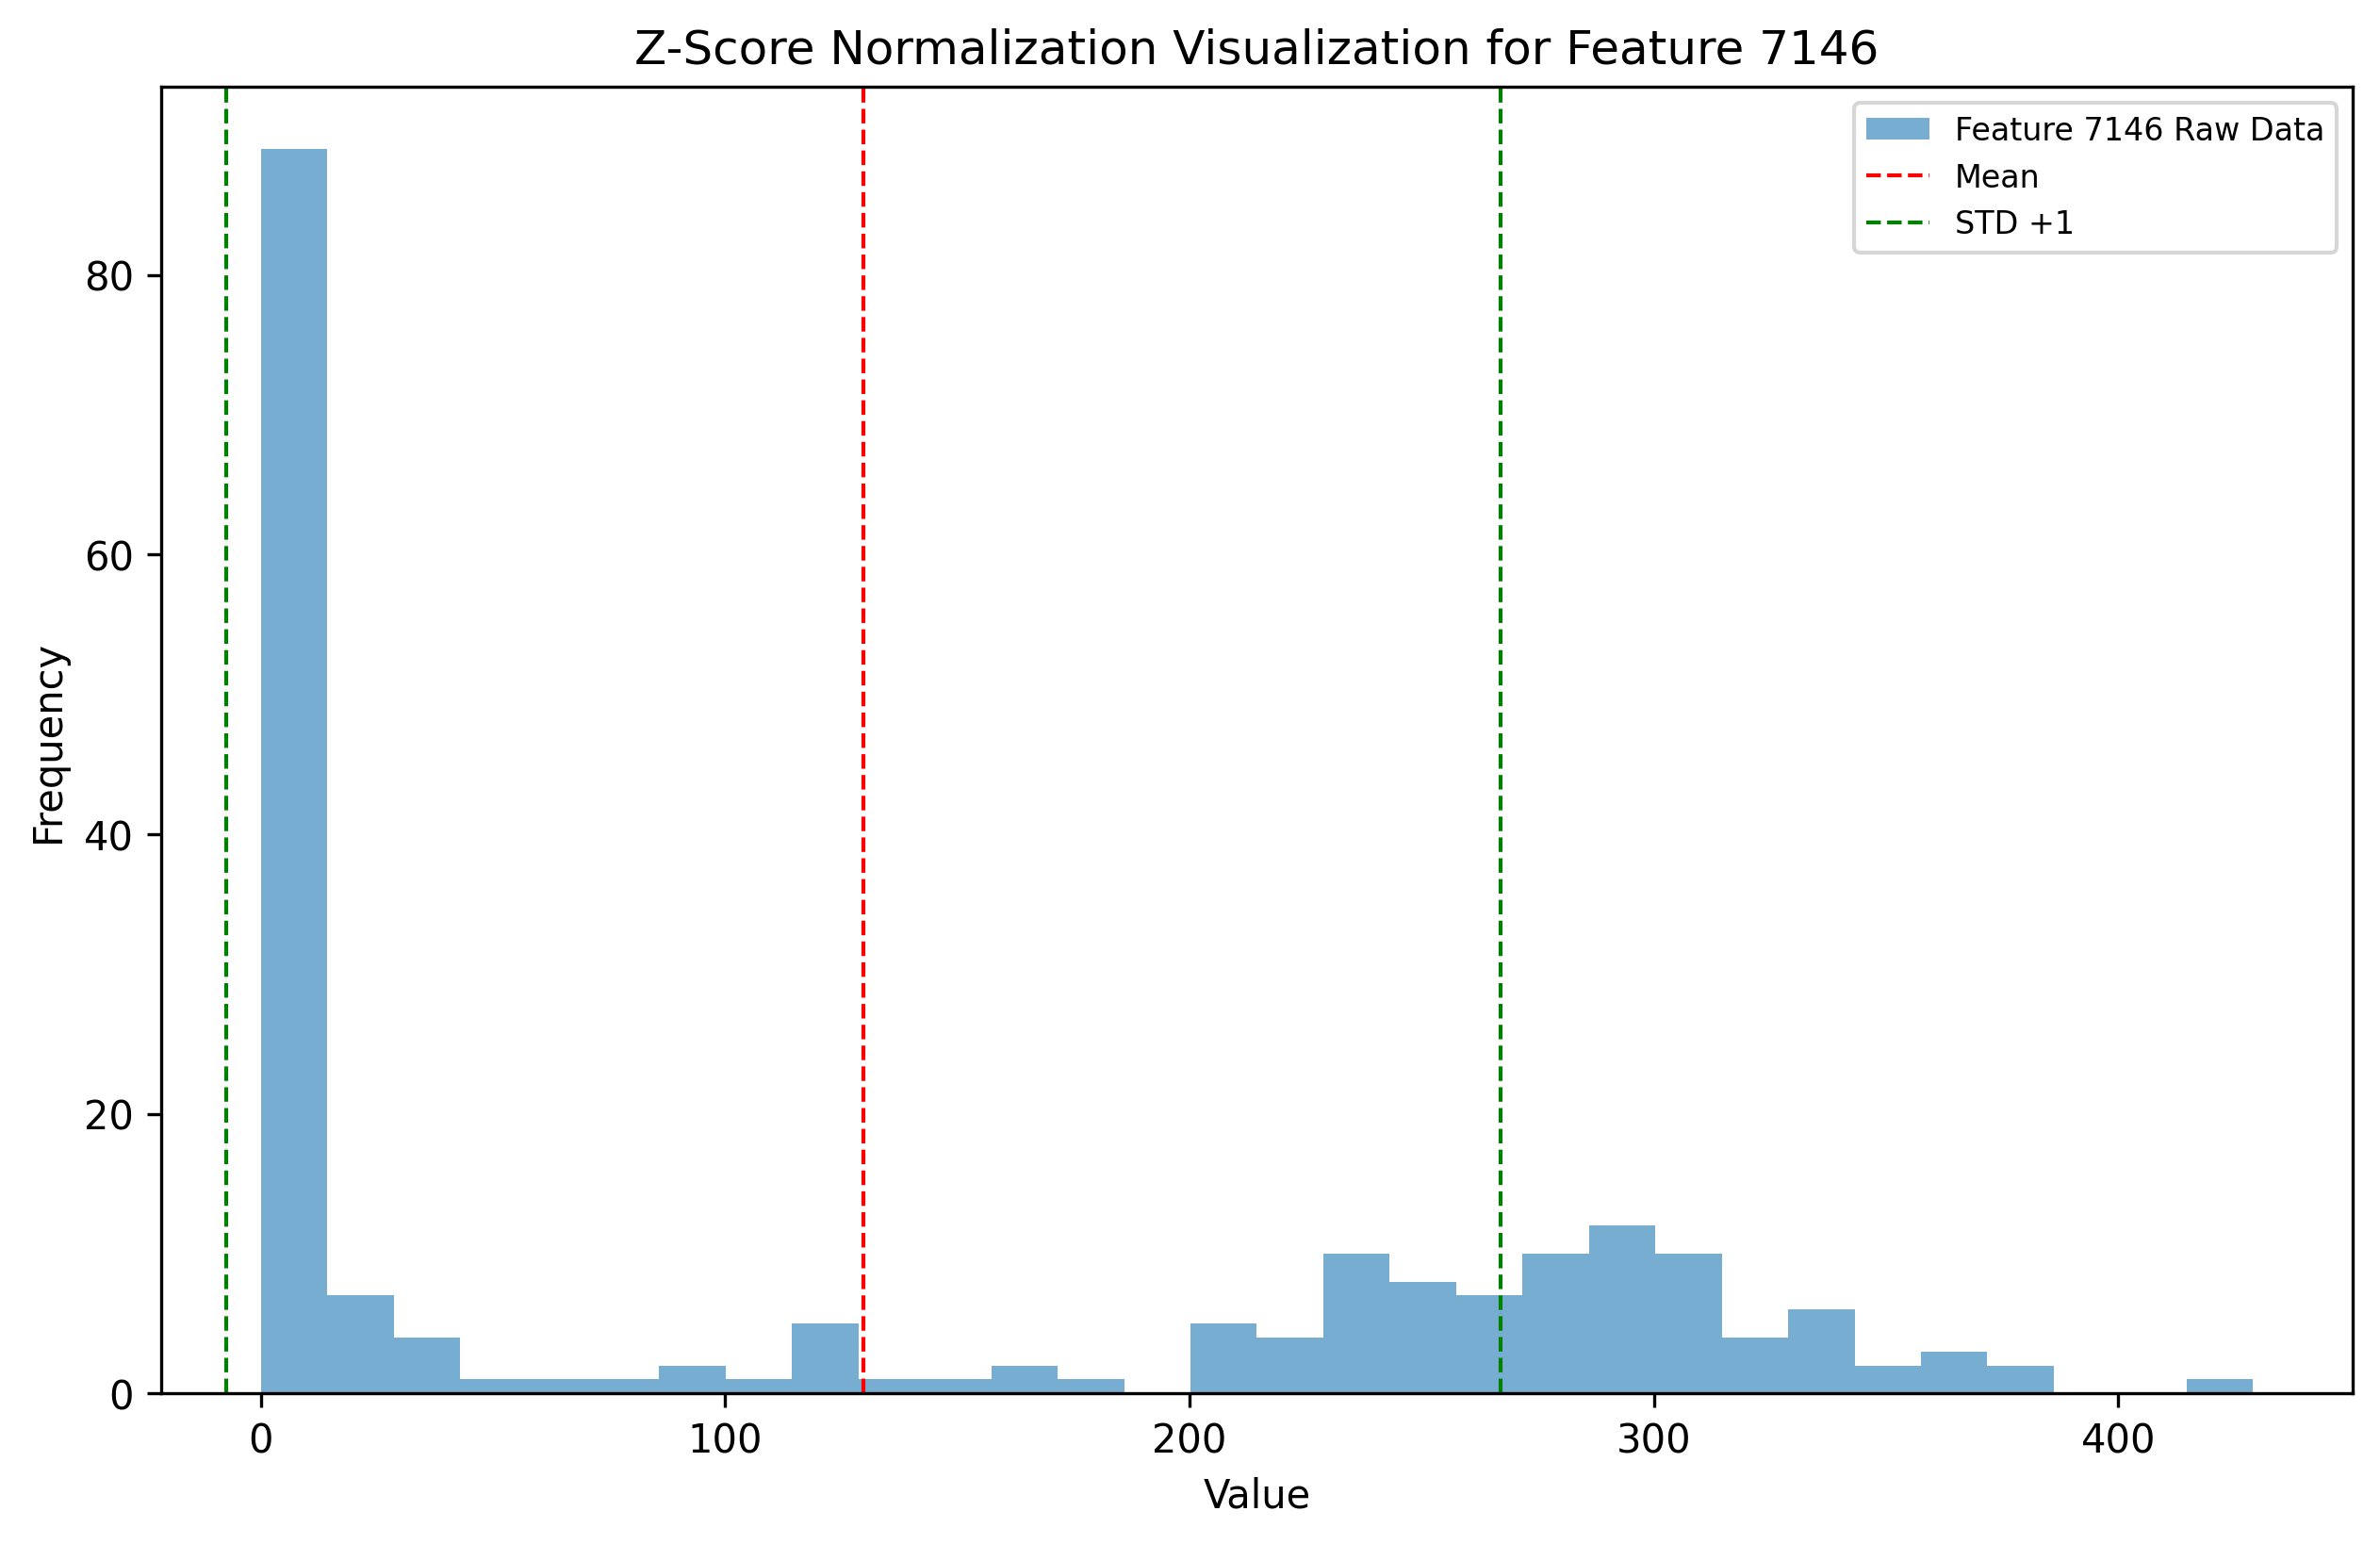 Z-Score Normalization Visualization for Feature 7146
Feature 7146 Raw Data
Mean
STD +1
Frequency
80
60
40
20
0
0 100 200 300 400
Value